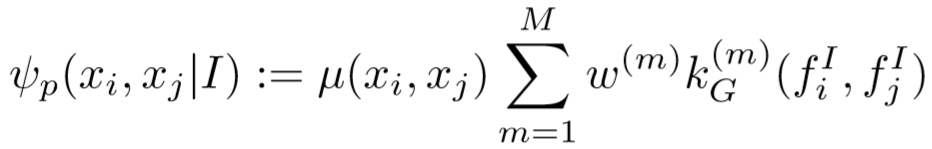 ψ_p(x_i, x_j|I) := μ(x_i, x_j) ∑_{m=1}^{M} w^{(m)} k_G^{(m)}(f_i^I, f_j^I)